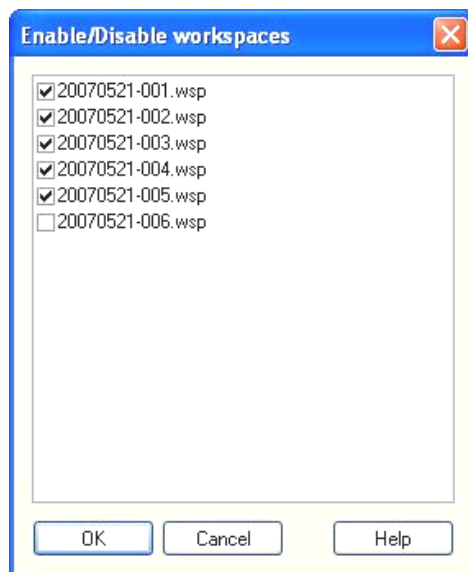 Enable/Disable workspaces
20070521-001.wsp
20070521-002.wsp
20070521-003.wsp
20070521-004.wsp
20070521-005.wsp
20070521-006.wsp
OK Cancel Help